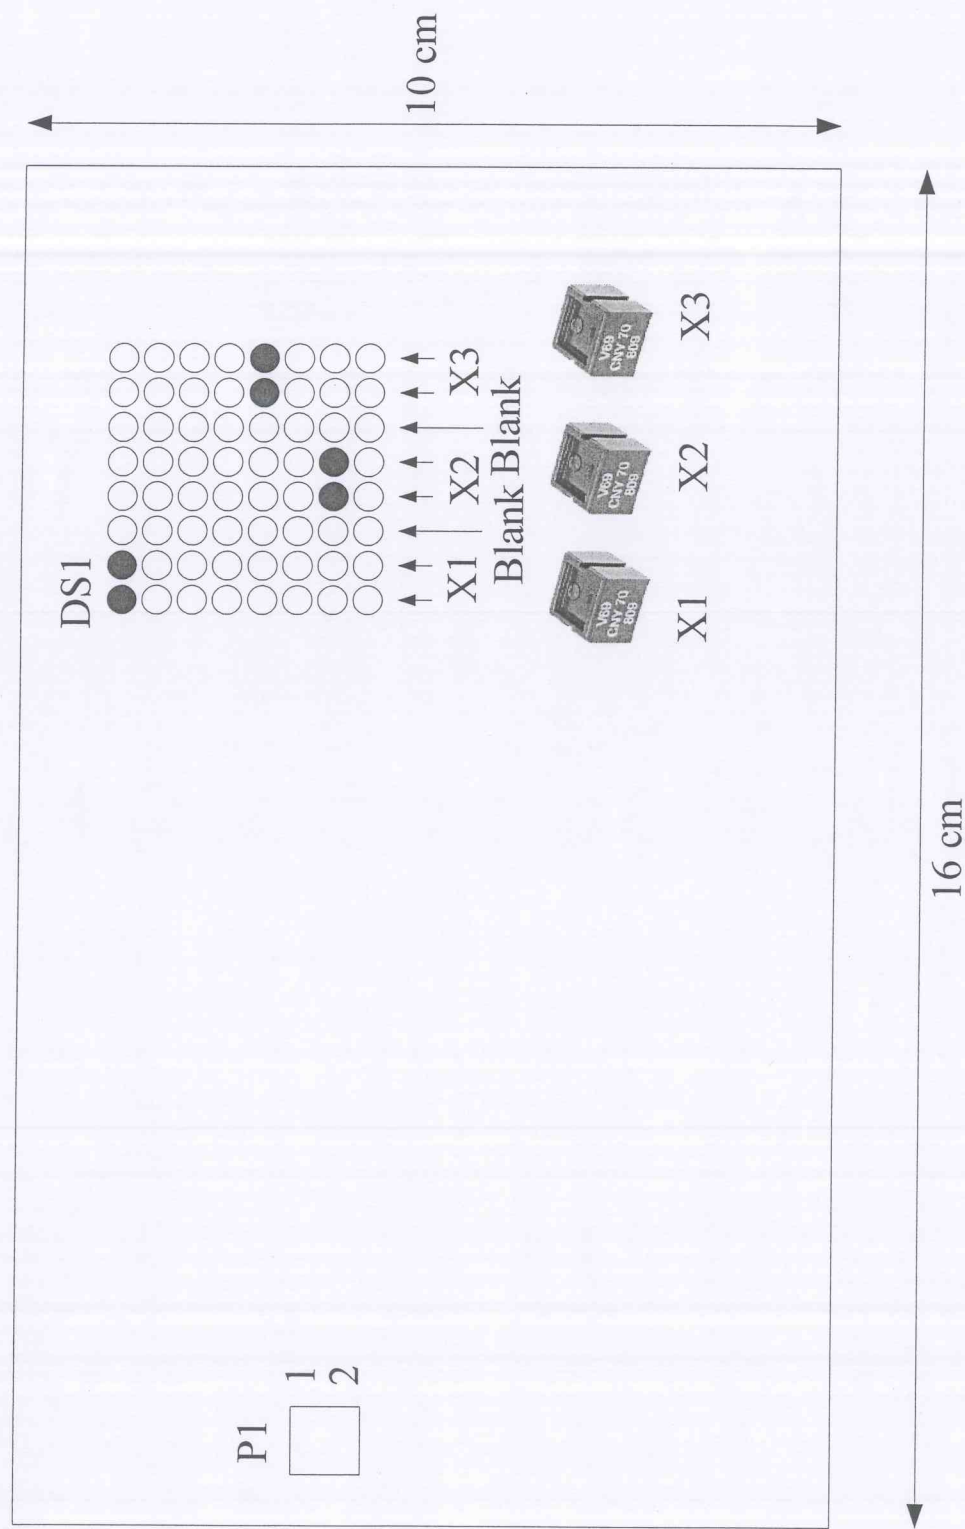 10 cm
DS1
X1
Blank
X2
Blank
X3
V69
CNY 70
809
V69
CNY 70
809
V69
CNY 70
809
X1
X2
X3
P1
1
2
16 cm